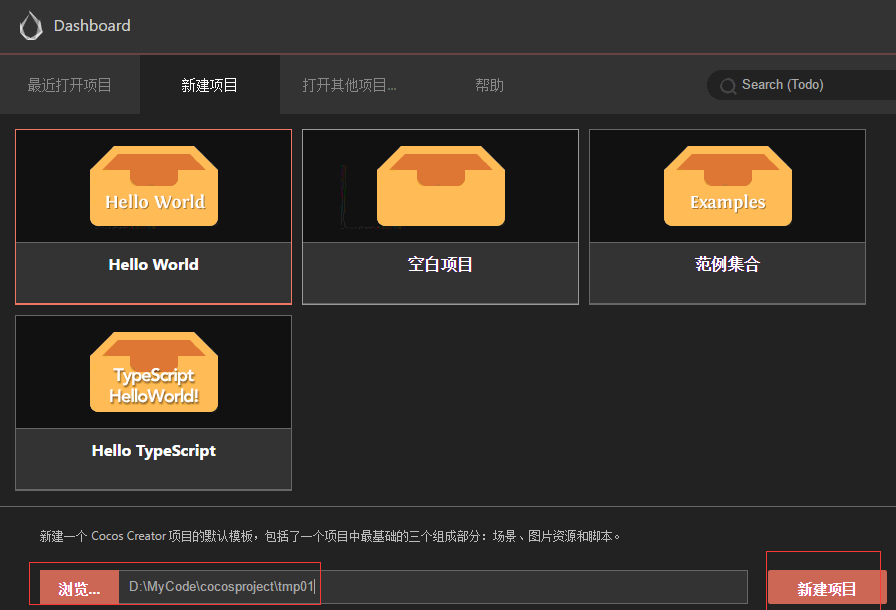 Dashboard
最近打开项目 新建项目 打开其他项目... 帮助 Search (Todo)
Hello World Examples
Hello World 空白项目 范例集合
TypeScript
HelloWorld!
Hello TypeScript
新建一个 Cocos Creator 项目的默认模板，包括了一个项目中最基础的三个组成部分：场景、图片资源和脚本。
浏览... D:\MyCode\cocosproject\tmp01 新建项目